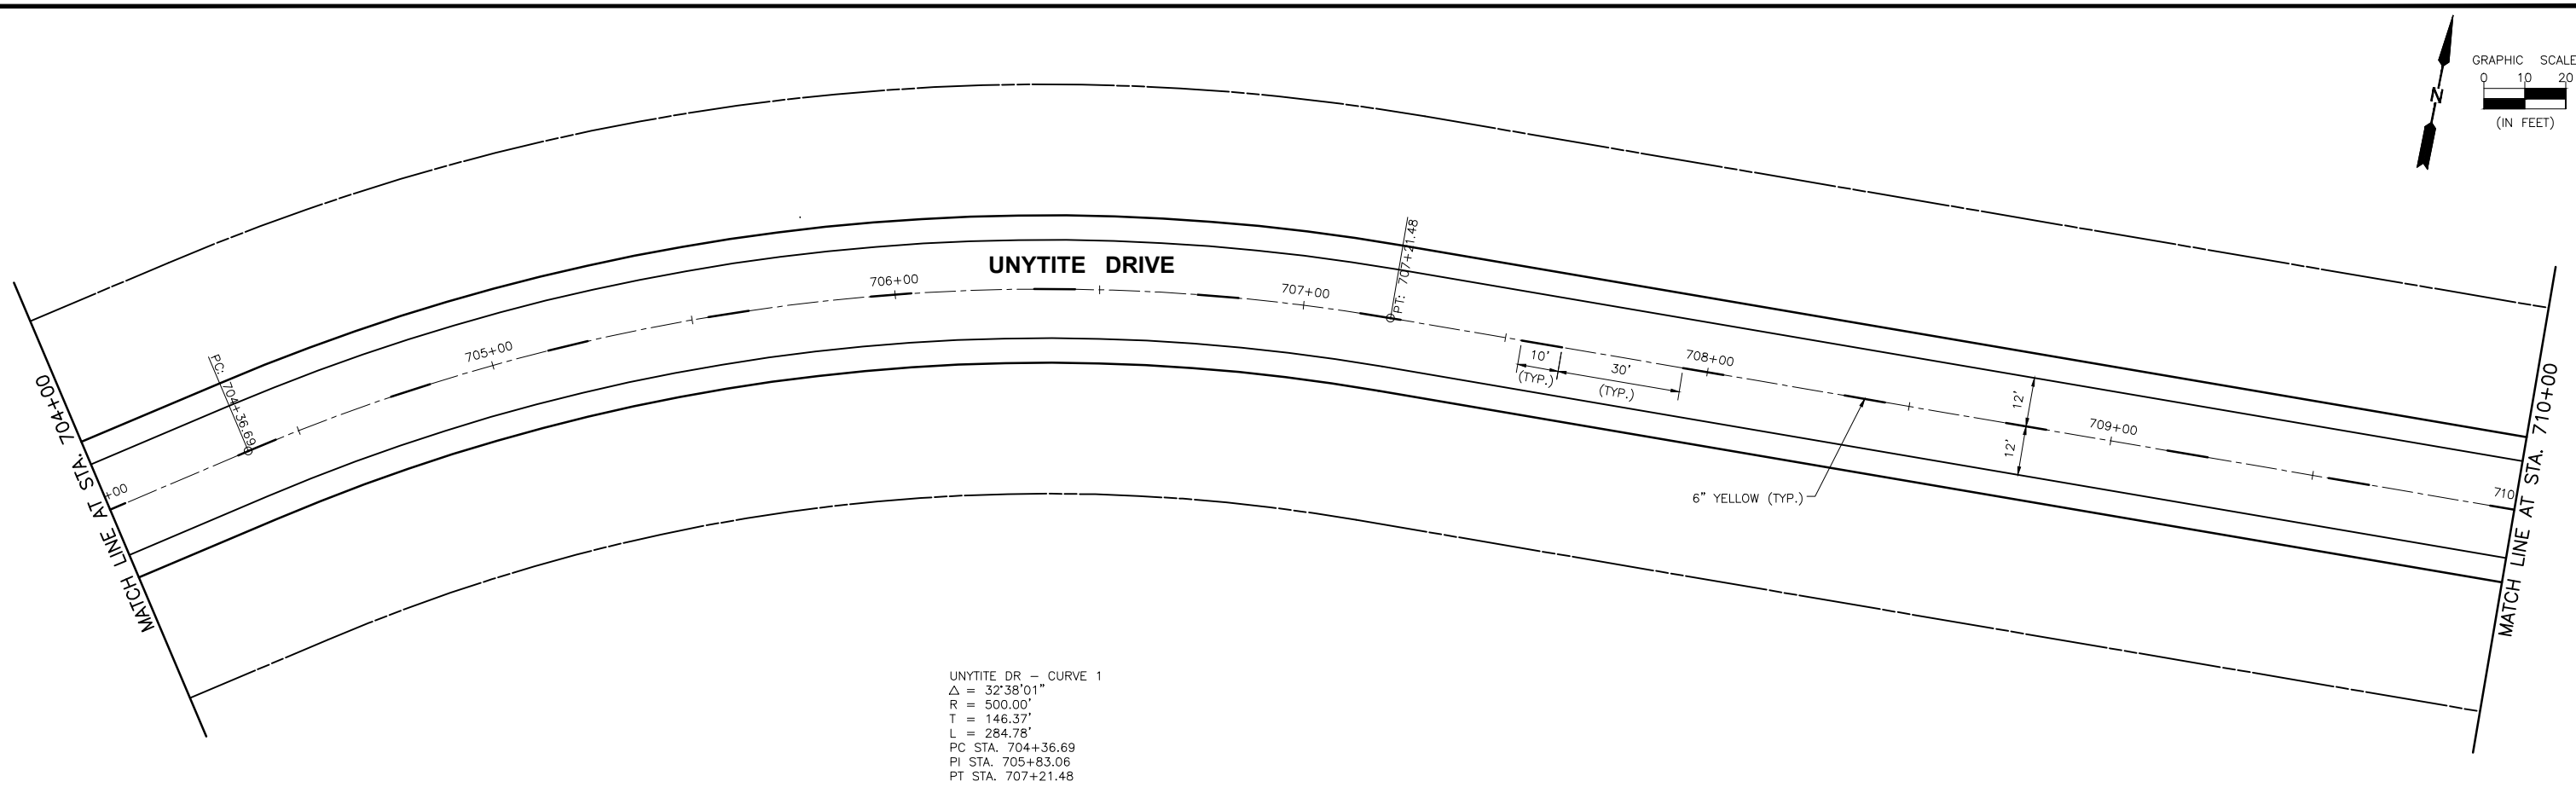 GRAPHIC SCALE
0 10 20
(IN FEET)
N
UNYTITE DRIVE
MATCH LINE AT STA. 704+00
+00
PC: 704+36.69
705+00
706+00
707+00
PT: 707+21.48
10'
(TYP.)
30'
(TYP.)
708+00
6" YELLOW (TYP.)
12'
12'
709+00
710
MATCH LINE AT STA. 710+00
UNYTITE DR - CURVE 1
△ = 32°38'01"
R = 500.00'
T = 146.37'
L = 284.78'
PC STA. 704+36.69
PI STA. 705+83.06
PT STA. 707+21.48